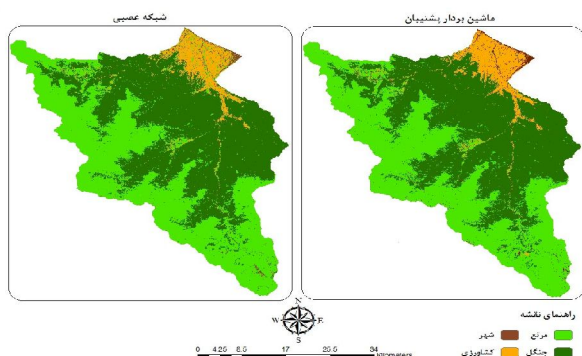 ماشین بردار پشتیبان
شبکه عصبی
N
W E
S
0 4.25 8.5 17 25.5 34
kilometers
راهنمای نقشه
مرتع شهر
جنگل کشاورزی